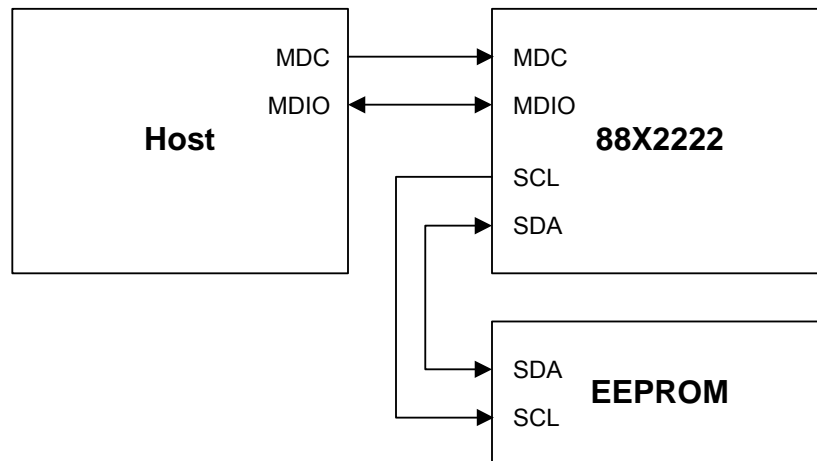 MDC
MDIO
Host
MDC
MDIO
88X2222
SCL
SDA
SDA
EEPROM
SCL